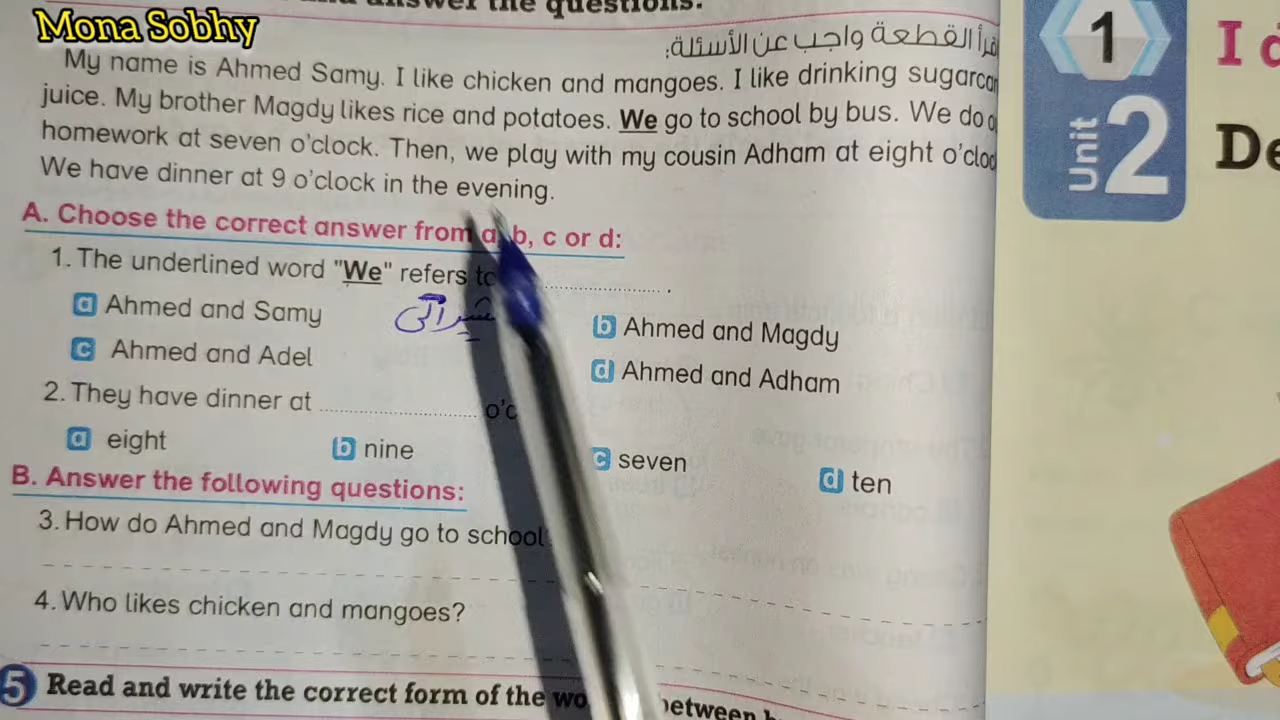 answer the questions.
Mona Sobhy
اقرأ القطعة واجب عن الأسئلة:
My name is Ahmed Samy. I like chicken and mangoes. I like drinking sugarcan
juice. My brother Magdy likes rice and potatoes. We go to school by bus. We do o
homework at seven o'clock. Then, we play with my cousin Adham at eight o'cloc
We have dinner at 9 o'clock in the evening.
A. Choose the correct answer from a, b, c or d:
1. The underlined word "We" refers to .................... .
a Ahmed and Samy
b Ahmed and Magdy
c Ahmed and Adel
d Ahmed and Adham
2. They have dinner at .................... o'c
a eight b nine c seven d ten
B. Answer the following questions:
3. How do Ahmed and Magdy go to school
4. Who likes chicken and mangoes?
5 Read and write the correct form of the wo between b
1
Unit 2
I d
De